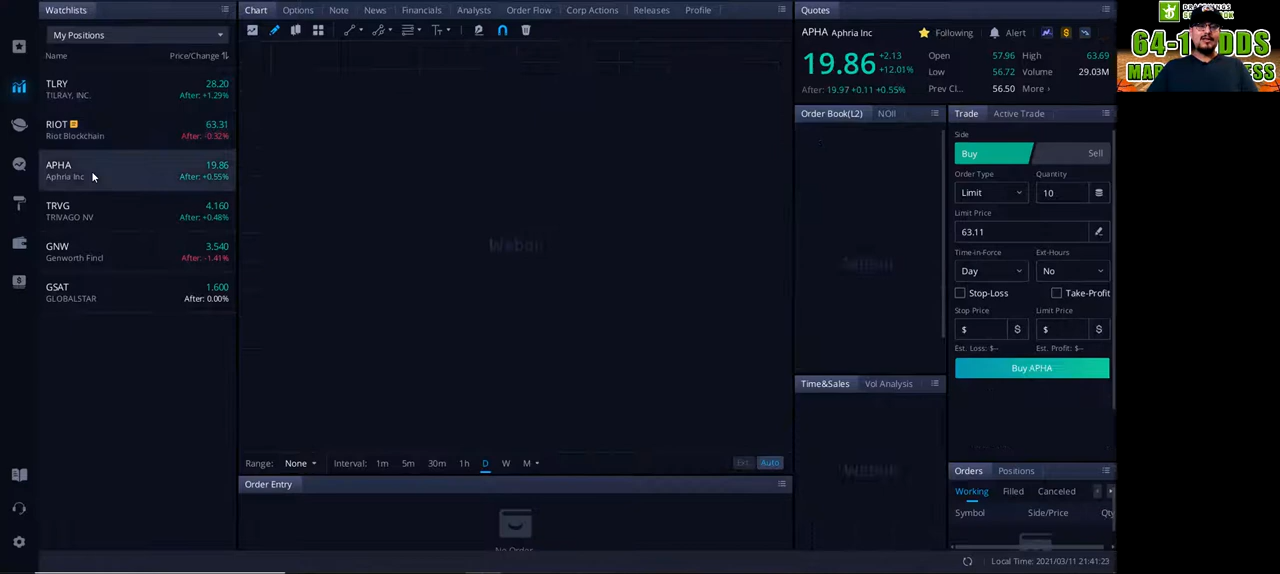 Watchlists
My Positions
Name Price/Change
TLRY 28.20
TILRAY, INC. After: +1.29%
RIOT 63.31
Riot Blockchain After: -0.32%
APHA 19.86
Aphria Inc After: +0.55%
TRVG 4.160
TRIVAGO NV After: +0.48%
GNW 3.540
Genworth Fincl After: -1.41%
GSAT 1.600
GLOBALSTAR After: 0.00%
Chart Options Note News Financials Analysts Order Flow Corp Actions Releases Profile
Range: None Interval: 1m 5m 30m 1h D W M Ext Auto
Order Entry
Quotes
APHA Aphria Inc Following Alert
19.86 +2.13 +12.01%
After: 19.97 +0.11 +0.55%
Open 57.96 High 63.69
Low 56.72 Volume 29.03M
Prev Cl... 56.50 More
Order Book(L2) NOII
Time&Sales Vol Analysis
Trade Active Trade
Side
Buy Sell
Order Type Quantity
Limit 10
Limit Price
63.11
Time-in-Force Ext-Hours
Day No
Stop-Loss Take-Profit
Stop Price Limit Price
$ $ $ $
Est. Loss: $-- Est. Profit: $--
Buy APHA
Orders Positions
Working Filled Canceled
Symbol Side/Price Qty
Local Time: 2021/03/11 21:41:23